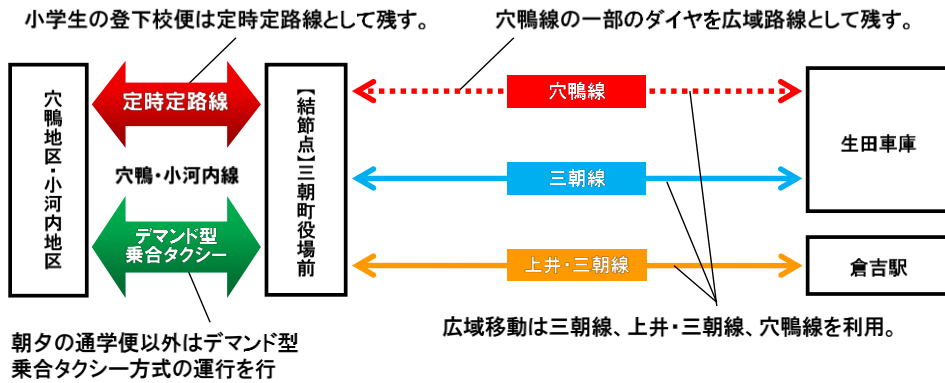 小学生の登下校便は定時定路線として残す。
穴鴨線の一部のダイヤを広域路線として残す。
穴鴨地区・小河内地区
定時定路線
穴鴨・小河内線
デマンド型
乗合タクシー
【結節点】三朝町役場前
穴鴨線
三朝線
上井・三朝線
生田車庫
倉吉駅
広域移動は三朝線、上井・三朝線、穴鴨線を利用。
朝夕の通学便以外はデマンド型
乗合タクシー方式の運行を行